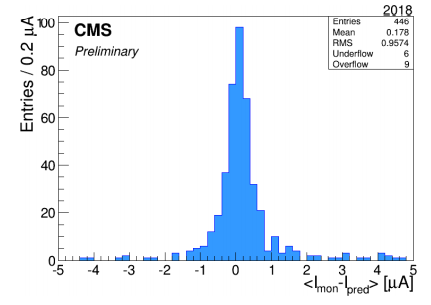 2018
CMS
Preliminary
Entries 446
Mean 0.178
RMS 0.9574
Underflow 6
Overflow 9
Entries / 0.2 μA
100
80
60
40
20
0
-5 -4 -3 -2 -1 0 1 2 3 4 5
<I_mon-I_pred> [μA]